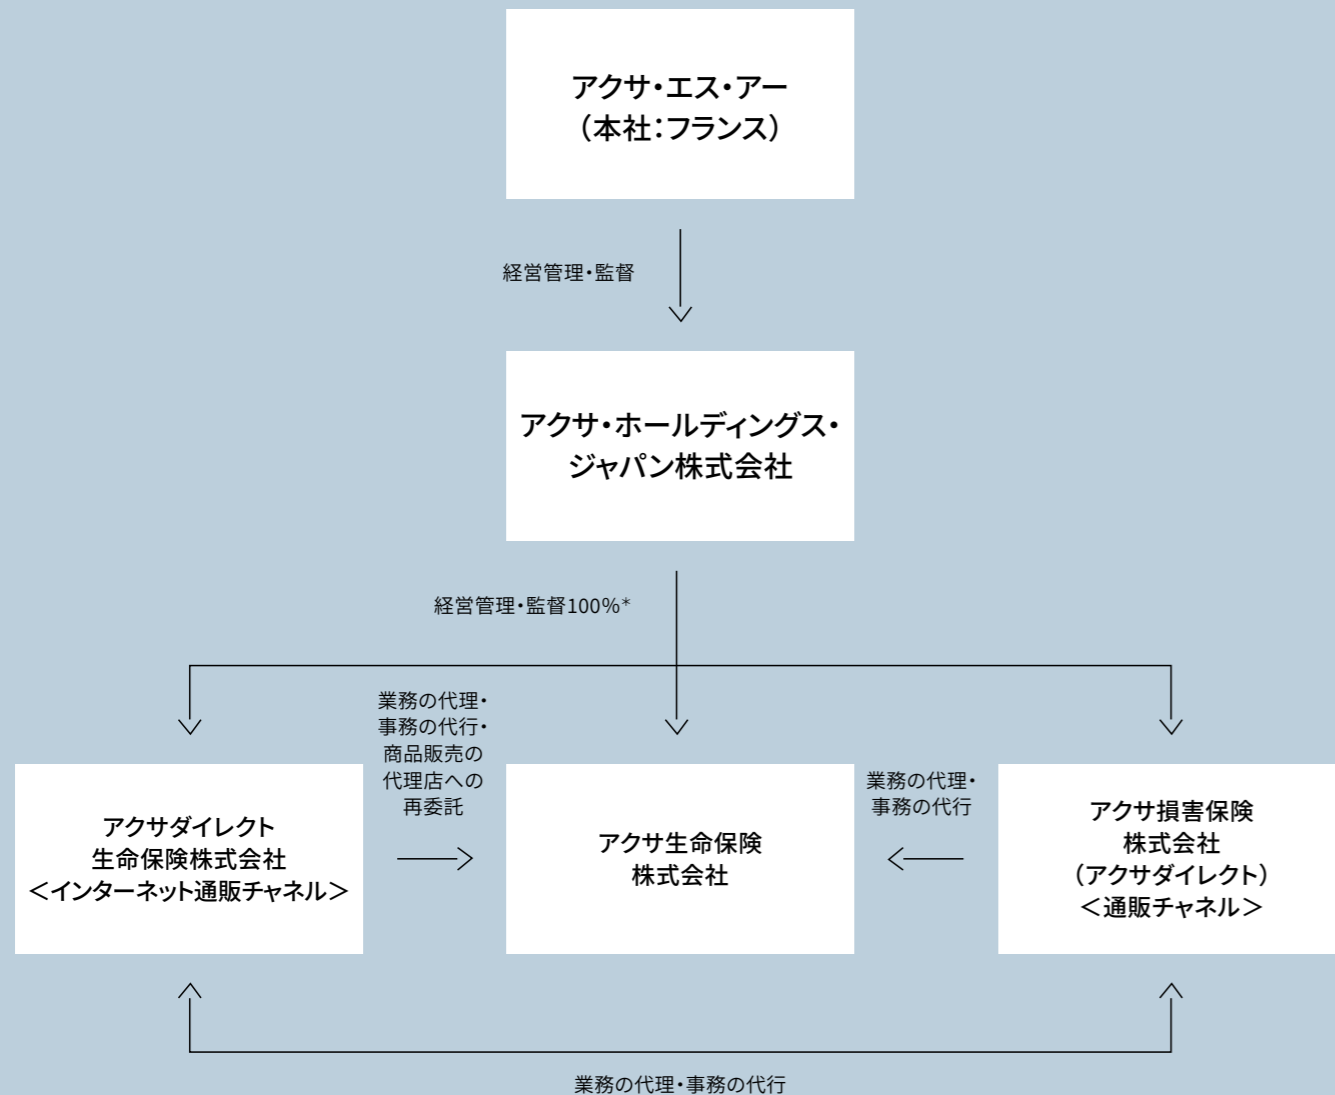 アクサ・エス・アー
（本社：フランス）
経営管理・監督
アクサ・ホールディングス・
ジャパン株式会社
経営管理・監督100%*
業務の代理・
事務の代行・
商品販売の
代理店への
再委託
業務の代理・
事務の代行
アクサダイレクト
生命保険株式会社
＜インターネット通販チャネル＞
アクサ生命保険
株式会社
アクサ損害保険
株式会社
（アクサダイレクト）
＜通販チャネル＞
業務の代理・事務の代行